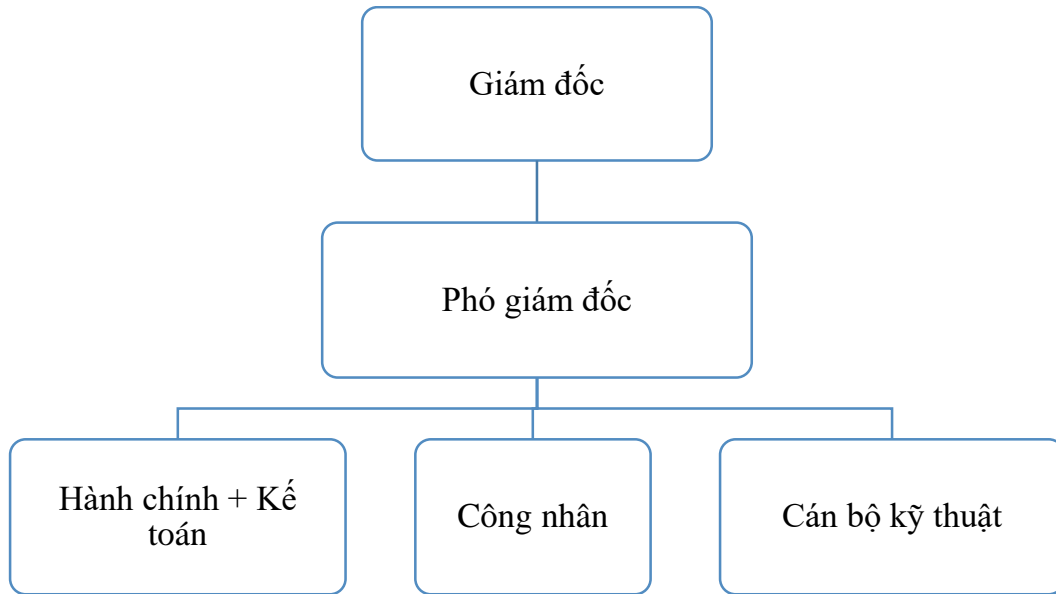 Giám đốc
Phó giám đốc
Hành chính + Kế
toán
Công nhân
Cán bộ kỹ thuật